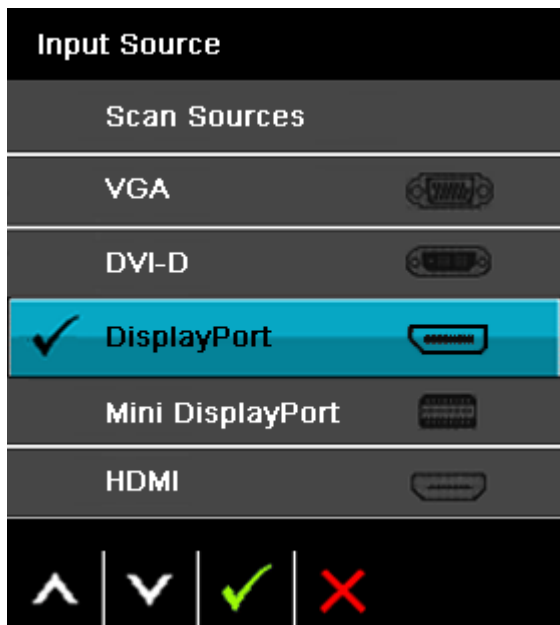 Input Source
Scan Sources
VGA
DVI-D
DisplayPort
Mini DisplayPort
HDMI